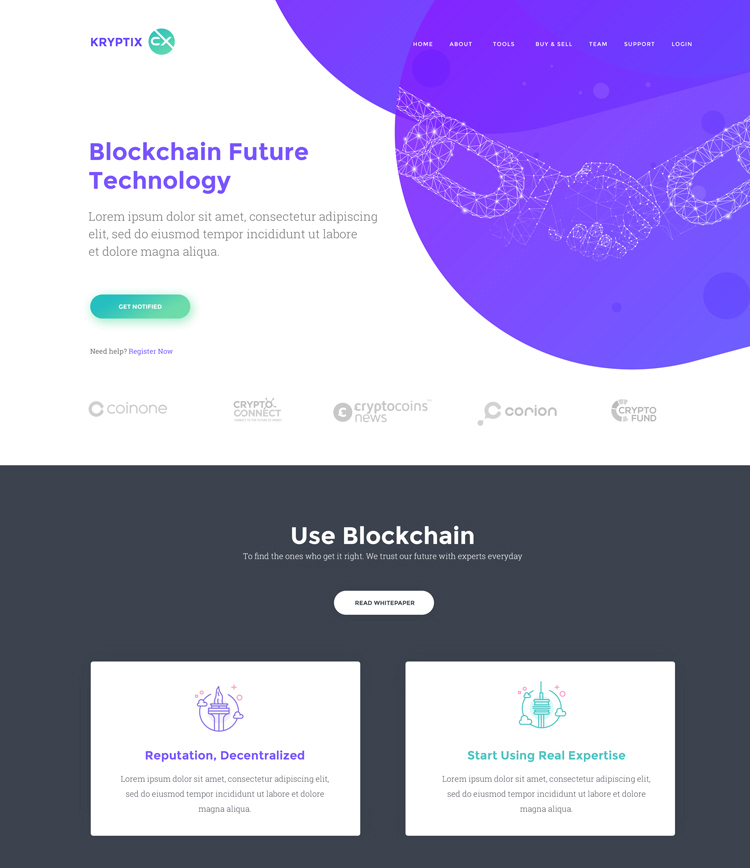 KRYPTIX CX
HOME ABOUT TOOLS BUY & SELL TEAM SUPPORT LOGIN
Blockchain Future
Technology
Lorem ipsum dolor sit amet, consectetur adipiscing
elit, sed do eiusmod tempor incididunt ut labore
et dolore magna aliqua.
GET NOTIFIED
Need help? Register Now
coinone
CRYPTO
CONNECT
cryptocoins
news
corion
CRYPTO
FUND
Use Blockchain
To find the ones who get it right. We trust our future with experts everyday
READ WHITEPAPER
Reputation, Decentralized
Lorem ipsum dolor sit amet, consectetur adipiscing elit,
sed do eiusmod tempor incididunt ut labore et dolore
magna aliqua.
Start Using Real Expertise
Lorem ipsum dolor sit amet, consectetur adipiscing elit,
sed do eiusmod tempor incididunt ut labore et dolore
magna aliqua.